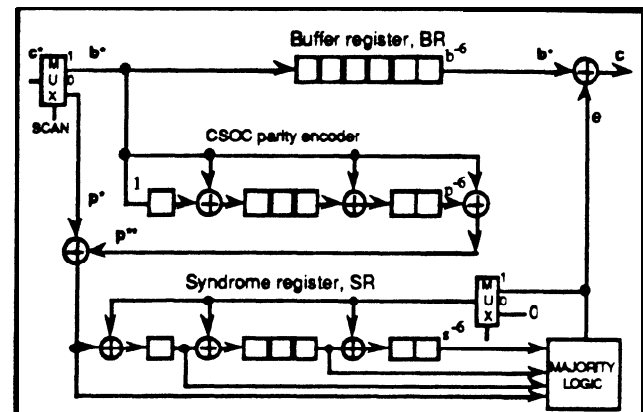 Buffer register, BR
c*
M
U
X
1
0
b*
b-6
b*
c
SCAN
e
CSOC parity encoder
1
p-6
p*
p**
Syndrome register, SR
M
U
X
1
0
0
s-6
MAJORITY
LOGIC